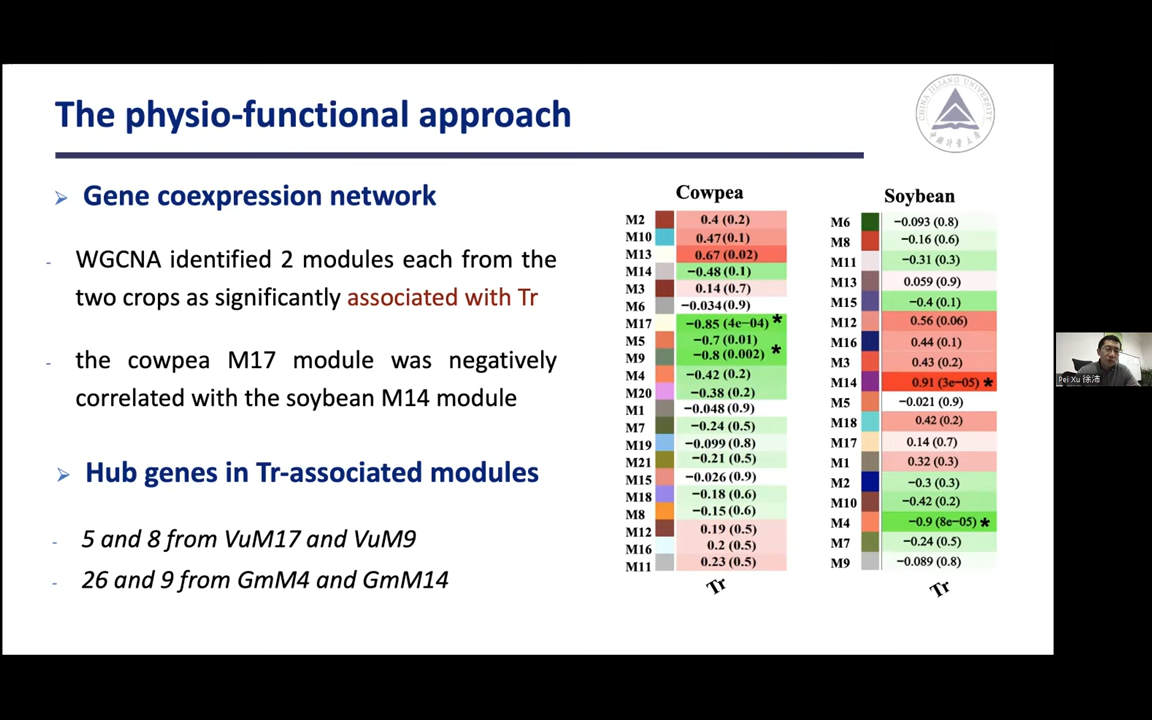 The physio-functional approach
CHINA JILIANG UNIVERSITY
Gene coexpression network
- WGCNA identified 2 modules each from the
two crops as significantly associated with Tr
- the cowpea M17 module was negatively
correlated with the soybean M14 module
Hub genes in Tr-associated modules
- 5 and 8 from VuM17 and VuM9
- 26 and 9 from GmM4 and GmM14
Cowpea
M2 0.4 (0.2)
M10 0.47(0.1)
M13 0.67 (0.02)
M14 −0.48 (0.1)
M3 0.14 (0.7)
M6 −0.034(0.9)
M17 −0.85 (4e−04) *
M5 −0.7 (0.01)
M9 −0.8 (0.002) *
M4 −0.42 (0.2)
M20 −0.38 (0.2)
M1 −0.048 (0.9)
M7 −0.24 (0.5)
M19 −0.099 (0.8)
M21 −0.21 (0.5)
M15 −0.026 (0.9)
M18 −0.18 (0.6)
M8 −0.15 (0.6)
M12 0.19 (0.5)
M16 0.2 (0.5)
M11 0.23 (0.5)
Tr
Soybean
M6 −0.093 (0.8)
M8 −0.16 (0.6)
M11 −0.31 (0.3)
M13 0.059 (0.9)
M15 −0.4 (0.1)
M12 0.56 (0.06)
M16 0.44 (0.1)
M3 0.43 (0.2)
M14 0.91 (3e−05) *
M5 −0.021 (0.9)
M18 0.42 (0.2)
M17 0.14 (0.7)
M1 0.32 (0.3)
M2 −0.3 (0.3)
M10 −0.42 (0.2)
M4 −0.9 (8e−05) *
M7 −0.24 (0.5)
M9 −0.089 (0.8)
Tr
Pei Xu 徐沛